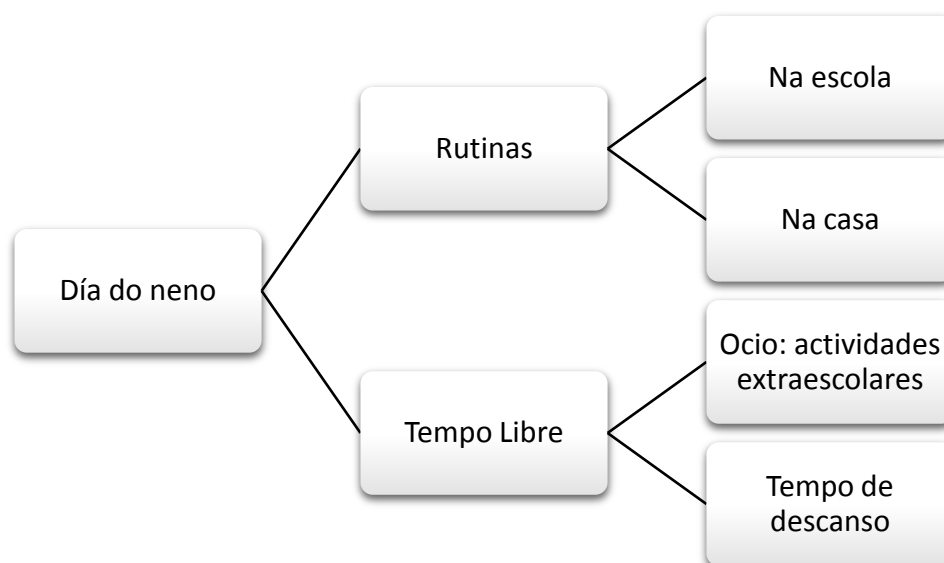 Día do neno
Rutinas
Na escola
Na casa
Tempo Libre
Ocio: actividades
extraescolares
Tempo de
descanso